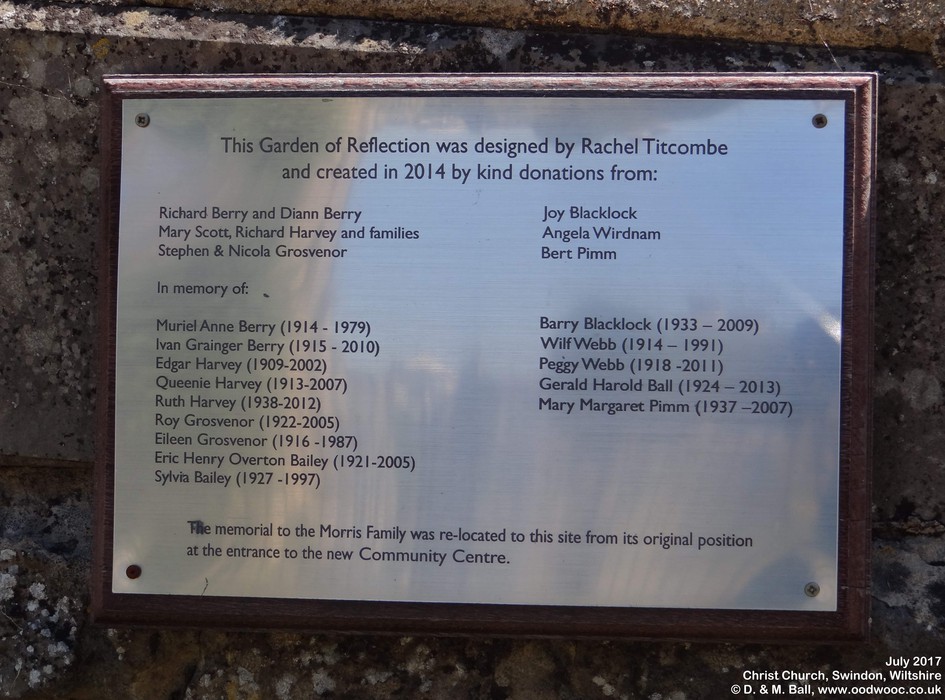 This Garden of Reflection was designed by Rachel Titcombe
and created in 2014 by kind donations from:
Richard Berry and Diann Berry
Mary Scott, Richard Harvey and families
Stephen & Nicola Grosvenor
Joy Blacklock
Angela Wirdnam
Bert Pimm
In memory of:
Muriel Anne Berry (1914 - 1979)
Ivan Grainger Berry (1915 - 2010)
Edgar Harvey (1909-2002)
Queenie Harvey (1913-2007)
Ruth Harvey (1938-2012)
Roy Grosvenor (1922-2005)
Eileen Grosvenor (1916 -1987)
Eric Henry Overton Bailey (1921-2005)
Sylvia Bailey (1927 -1997)
Barry Blacklock (1933 – 2009)
Wilf Webb (1914 – 1991)
Peggy Webb (1918 -2011)
Gerald Harold Ball (1924 – 2013)
Mary Margaret Pimm (1937 –2007)
The memorial to the Morris Family was re-located to this site from its original position
at the entrance to the new Community Centre.
July 2017
Christ Church, Swindon, Wiltshire
© D. & M. Ball, www.oodwooc.co.uk